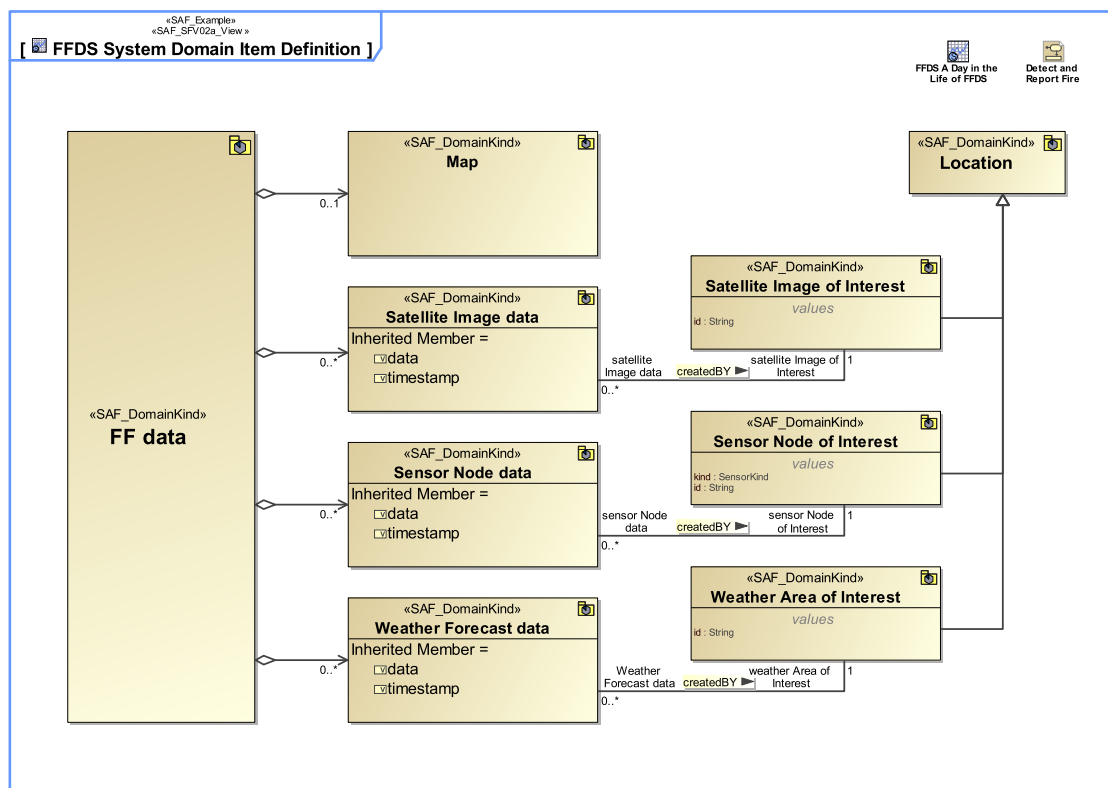 «SAF_Example»
«SAF_SFV02a_View »
[ FFDS System Domain Item Definition ]
FFDS A Day in the
Life of FFDS
Detect and
Report Fire
«SAF_DomainKind»
FF data
«SAF_DomainKind»
Map
0..1
«SAF_DomainKind»
Location
«SAF_DomainKind»
Satellite Image data
Inherited Member =
data
timestamp
0..*
«SAF_DomainKind»
Satellite Image of Interest
values
id : String
satellite
Image data
createdBY
satellite Image of
Interest
1
0..*
«SAF_DomainKind»
Sensor Node data
Inherited Member =
data
timestamp
0..*
«SAF_DomainKind»
Sensor Node of Interest
values
kind : SensorKind
id : String
sensor Node
data
createdBY
sensor Node
of Interest
1
0..*
«SAF_DomainKind»
Weather Forecast data
Inherited Member =
data
timestamp
0..*
«SAF_DomainKind»
Weather Area of Interest
values
id : String
Weather
Forecast data
createdBY
weather Area of
Interest
1
0..*